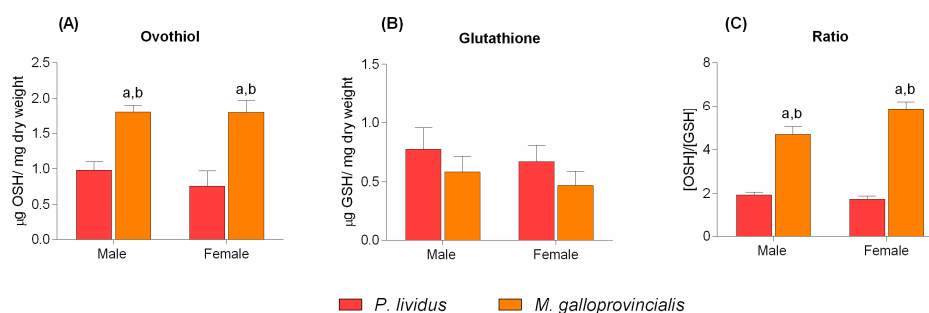 (A)
Ovothiol
µg OSH/ mg dry weight
2.5
2.0
1.5
1.0
0.5
0.0
a,b
a,b
Male
Female
(B)
Glutathione
µg GSH/ mg dry weight
1.5
1.0
0.5
0.0
Male
Female
(C)
Ratio
[OSH]/[GSH]
8
6
4
2
0
a,b
a,b
Male
Female
P. lividus
M. galloprovincialis